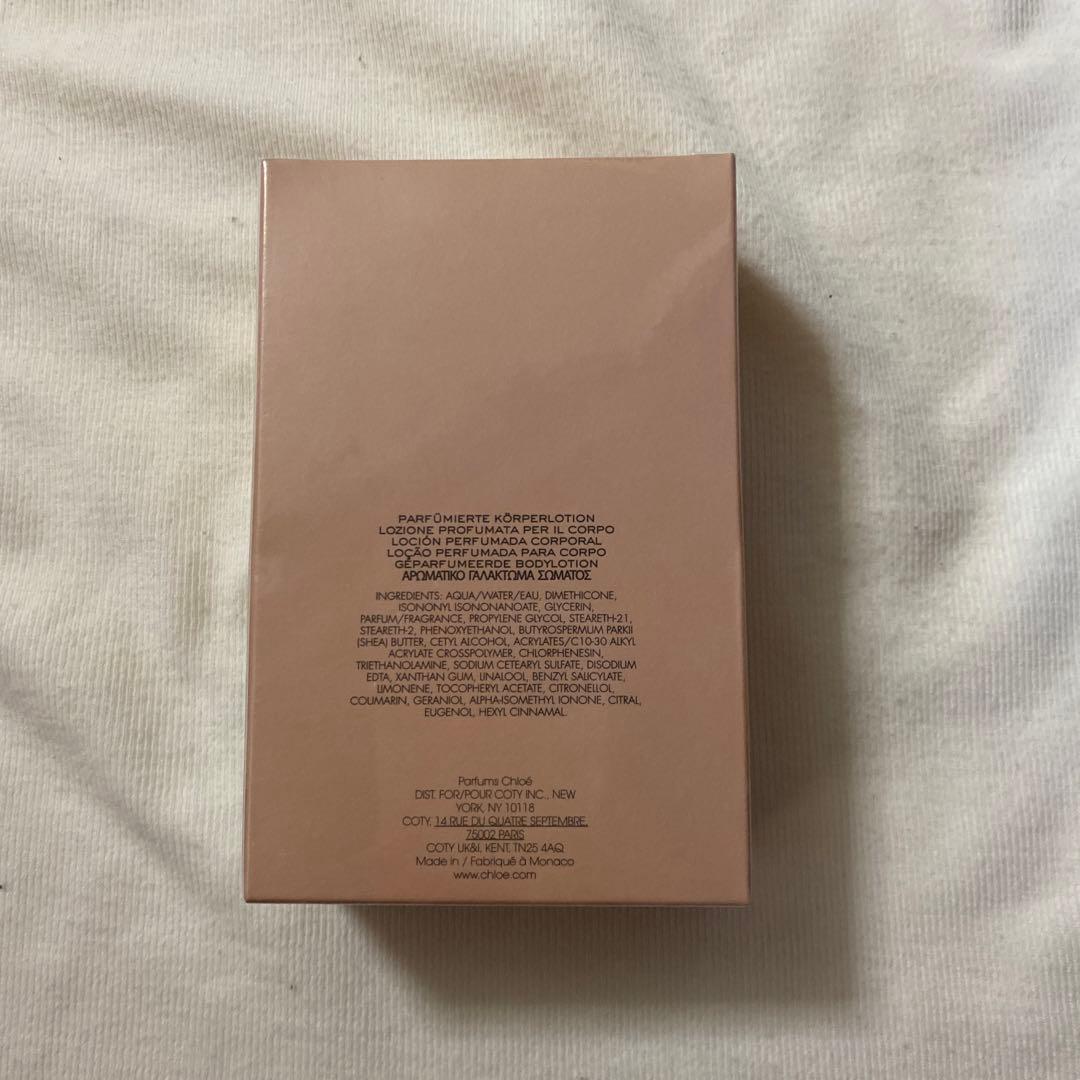 PARFÜMIERTE KÖRPERLOTION
LOZIONE PROFUMATA PER IL CORPO
LOCIÓN PERFUMADA CORPORAL
LOÇÃO PERFUMADA PARA CORPO
GEPARFUMEERDE BODYLOTION
ΑΡΩΜΑΤΙΚΟ ΓΑΛΑΚΤΩΜΑ ΣΩΜΑΤΟΣ
INGREDIENTS: AQUA/WATER/EAU, DIMETHICONE,
ISONONYL ISONONANOATE, GLYCERIN,
PARFUM/FRAGRANCE, PROPYLENE GLYCOL, STEARETH-21,
STEARETH-2, PHENOXYETHANOL, BUTYROSPERMUM PARKII
(SHEA) BUTTER, CETYL ALCOHOL, ACRYLATES/C10-30 ALKYL
ACRYLATE CROSSPOLYMER, CHLORPHENESIN,
TRIETHANOLAMINE, SODIUM CETEARYL SULFATE, DISODIUM
EDTA, XANTHAN GUM, LINALOOL, BENZYL SALICYLATE,
LIMONENE, TOCOPHERYL ACETATE, CITRONELLOL,
COUMARIN, GERANIOL, ALPHA-ISOMETHYL IONONE, CITRAL,
EUGENOL, HEXYL CINNAMAL.
Parfums Chloé
DIST. FOR/POUR COTY INC., NEW
YORK, NY 10118
COTY, 14 RUE DU QUATRE SEPTEMBRE,
75002 PARIS
COTY UK&I, KENT, TN25 4AQ
Made in / Fabriqué à Monaco
www.chloe.com